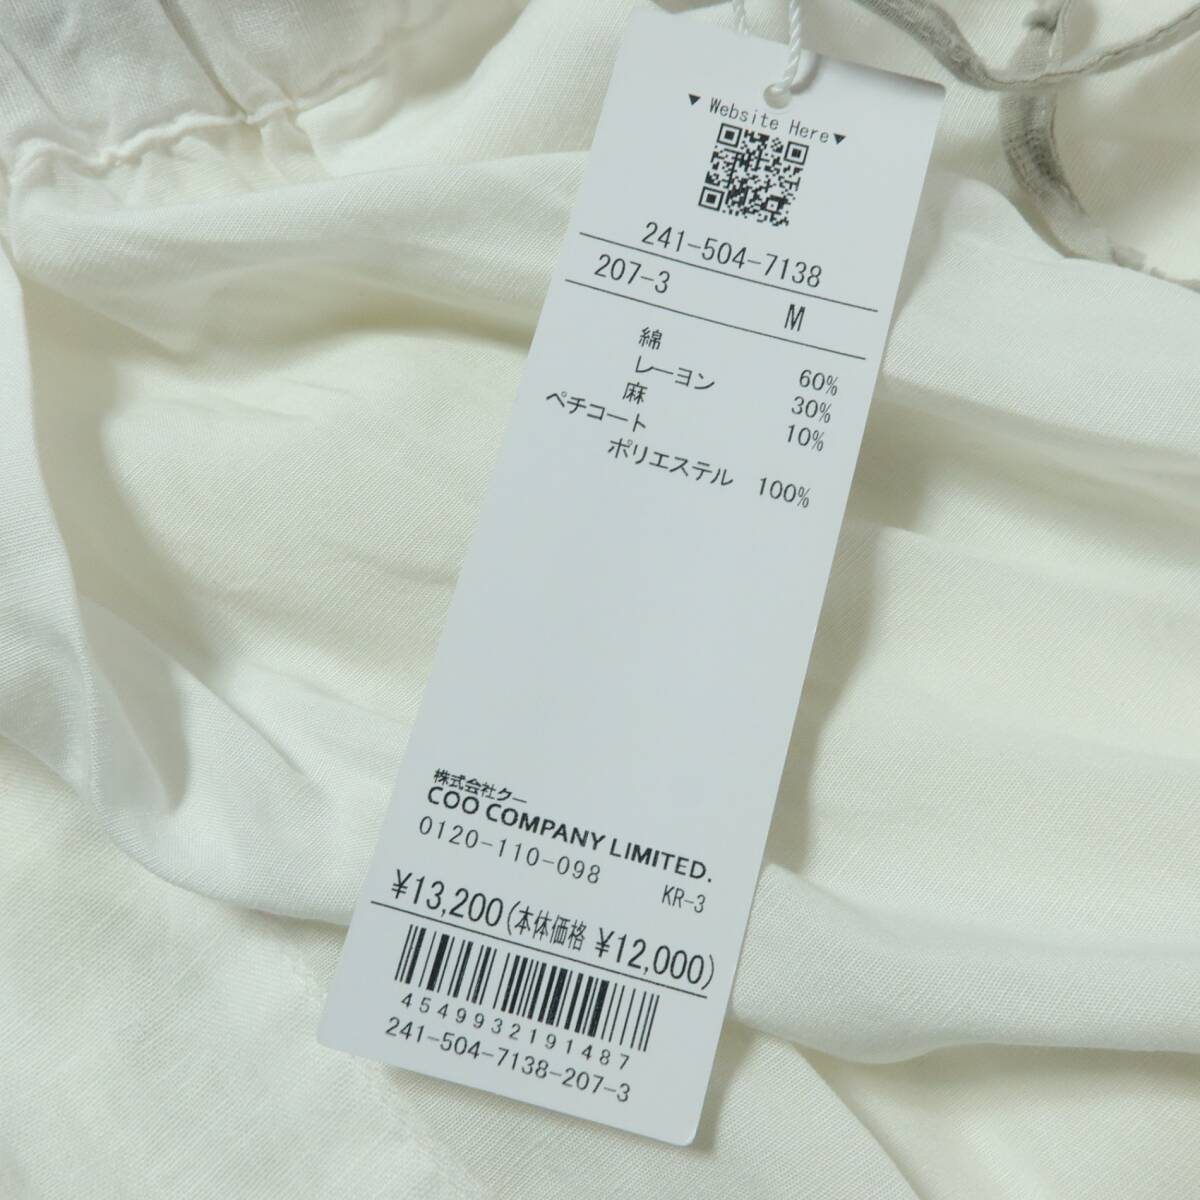 ▼ Website Here▼
241-504-7138
207-3 M
綿 60%
レーヨン 30%
麻 10%
ペチコート
ポリエステル 100%
株式会社クー
COO COMPANY LIMITED.
0120-110-098 KR-3
¥13,200(本体価格 ¥12,000)
4549932191487
241-504-7138-207-3